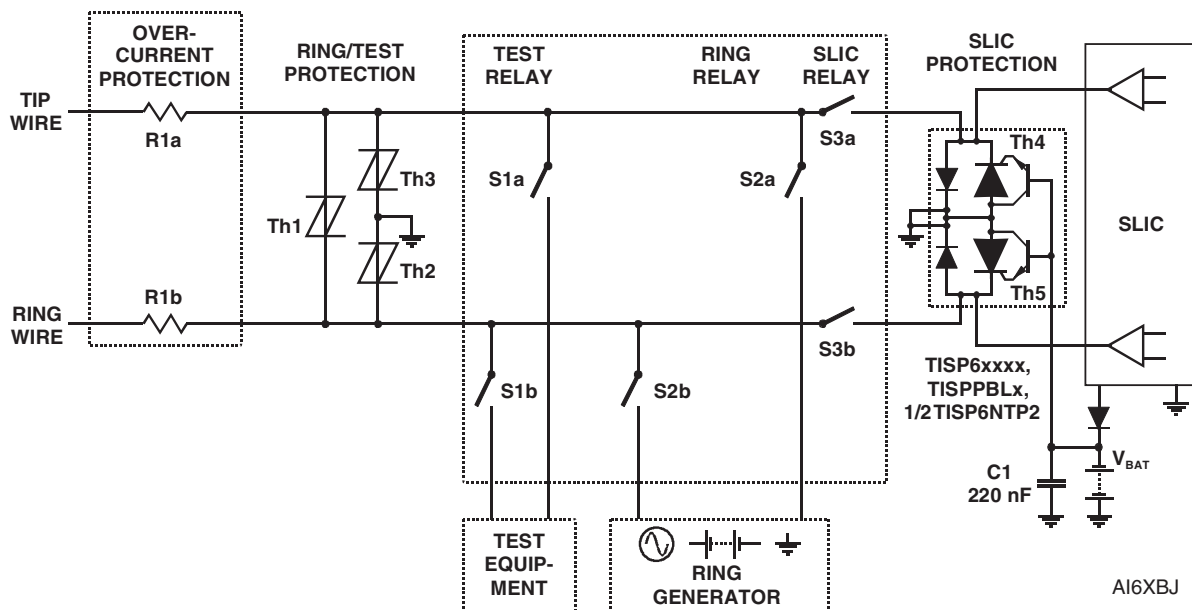 OVER-
CURRENT
PROTECTION
RING/TEST
PROTECTION
TEST
RELAY
RING
RELAY
SLIC
RELAY
SLIC
PROTECTION
TIP
WIRE
R1a
S3a
Th4
Th3
S1a
S2a
Th1
SLIC
Th2
Th5
R1b
RING
WIRE
S3b
S1b
S2b
TISP6xxxx,
TISPPBLx,
1/2 TISP6NTP2
C1
220 nF
VBAT
TEST
EQUIP-
MENT
RING
GENERATOR
AI6XBJ